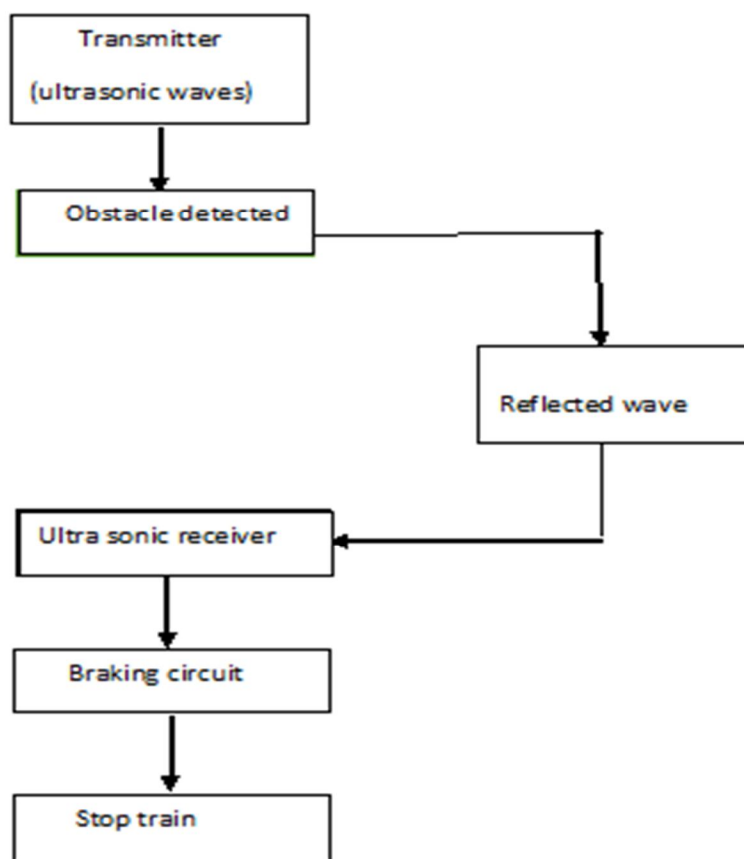 Transmitter
(ultrasonic waves)
Obstacle detected
Reflected wave
Ultra sonic receiver
Braking circuit
Stop train